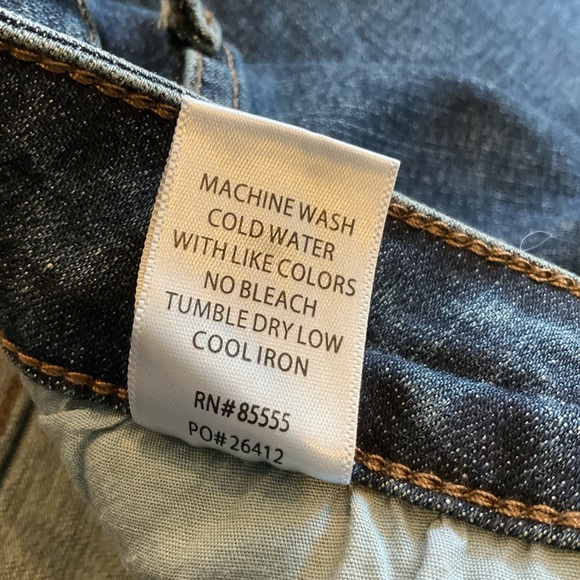 MACHINE WASH
COLD WATER
WITH LIKE COLORS
NO BLEACH
TUMBLE DRY LOW
COOL IRON
RN# 85555
PO#26412